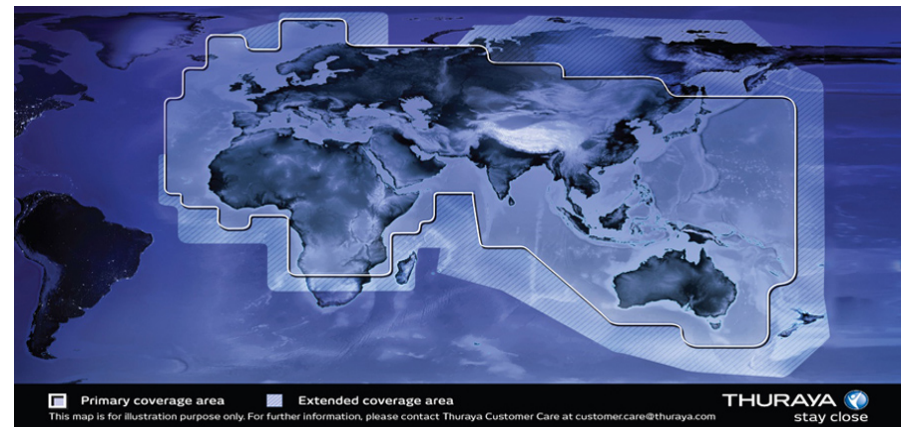 Primary coverage area Extended coverage area
This map is for illustration purpose only. For further information, please contact Thuraya Customer Care at customer.care@thuraya.com
THURAYA
stay close